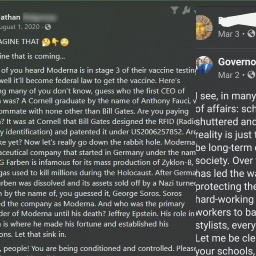 athan
ugust 1, 2020
AGINE THAT
ine that is coming...
of you heard Moderna is in stage 3 of their vaccine testing
well it'll become federal law to get the vaccine. Here's
ing many of you don't know, guess who the first CEO of
a was? A Cornell graduate by the name of Anthony Fauci, w
ommate with none other than Bill Gates. Are you paying
n? It was at Cornell that Bill Gates designed the RFID (Radi
y identification) and patented it under US2006257852. Are
ke yet? Now let's really go down the rabbit hole. Moderna
aceutical company that started in Germany under the nam
G Farben is infamous for its mass production of Zyklon-B,
gas used to kill millions during the Holocaust. After Germa
arben was dissolved and its assets sold off by a Nazi turne
n by the name of, you guessed it, George Soros. Soros
ed the company as Moderna. And who was the primary
der of Moderna until his death? Jeffrey Epstein. His role in
n is where he made his fortune and established his
ons. Let that sink in.
, people! You are being conditioned and controlled. Please
Mar 3
Governo
Mar 2
I see, in many
of affairs: sch
shuttered anc
reality is just t
be long-term
society. Over
has led the wa
protecting the
hard-working
workers to ba
stylists, every
Let me be cle
your schools,